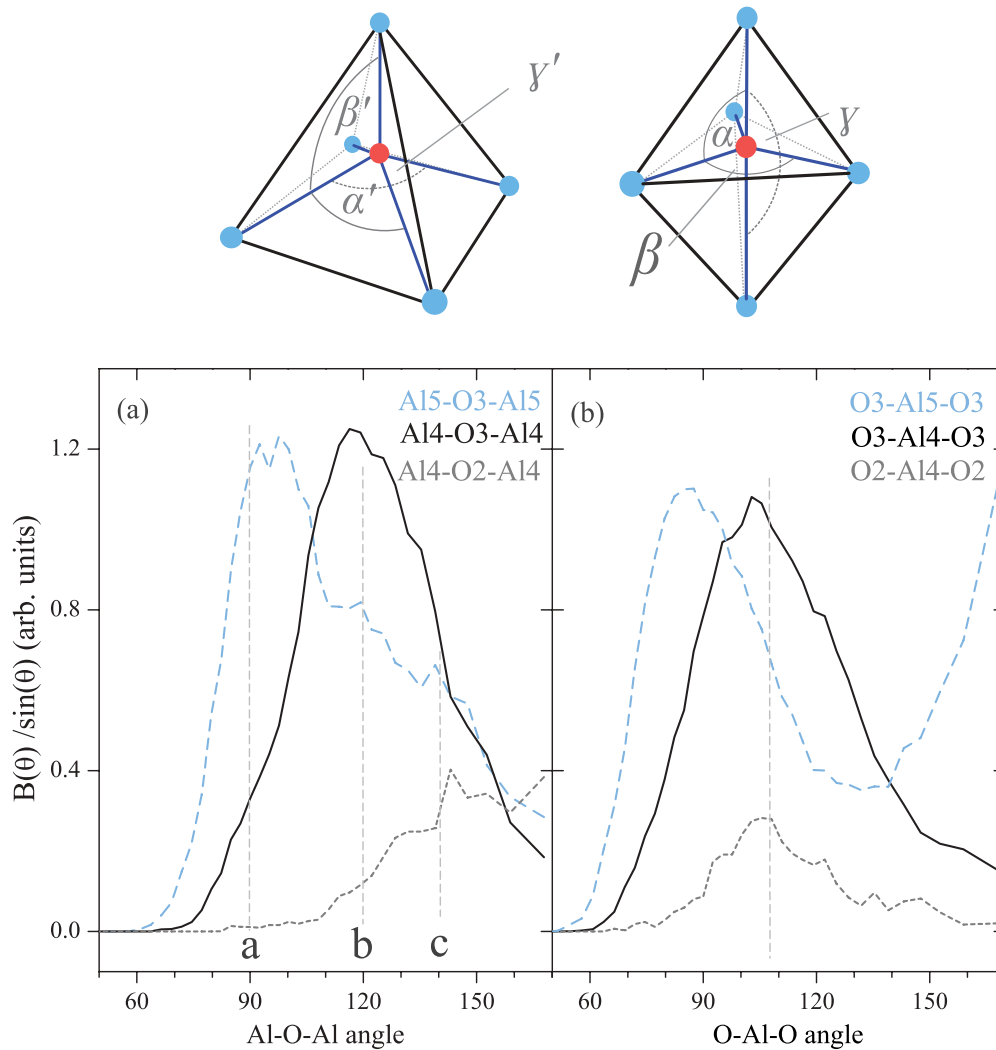 ɣ'
β'
α'
ɣ
α
β
(a)
Al5-O3-Al5
Al4-O3-Al4
Al4-O2-Al4
(b)
O3-Al5-O3
O3-Al4-O3
O2-Al4-O2
1.2
0.8
0.4
0.0
B(θ) /sin(θ) (arb. units)
a b c
60 90 120 150
60 90 120 150
Al-O-Al angle
O-Al-O angle